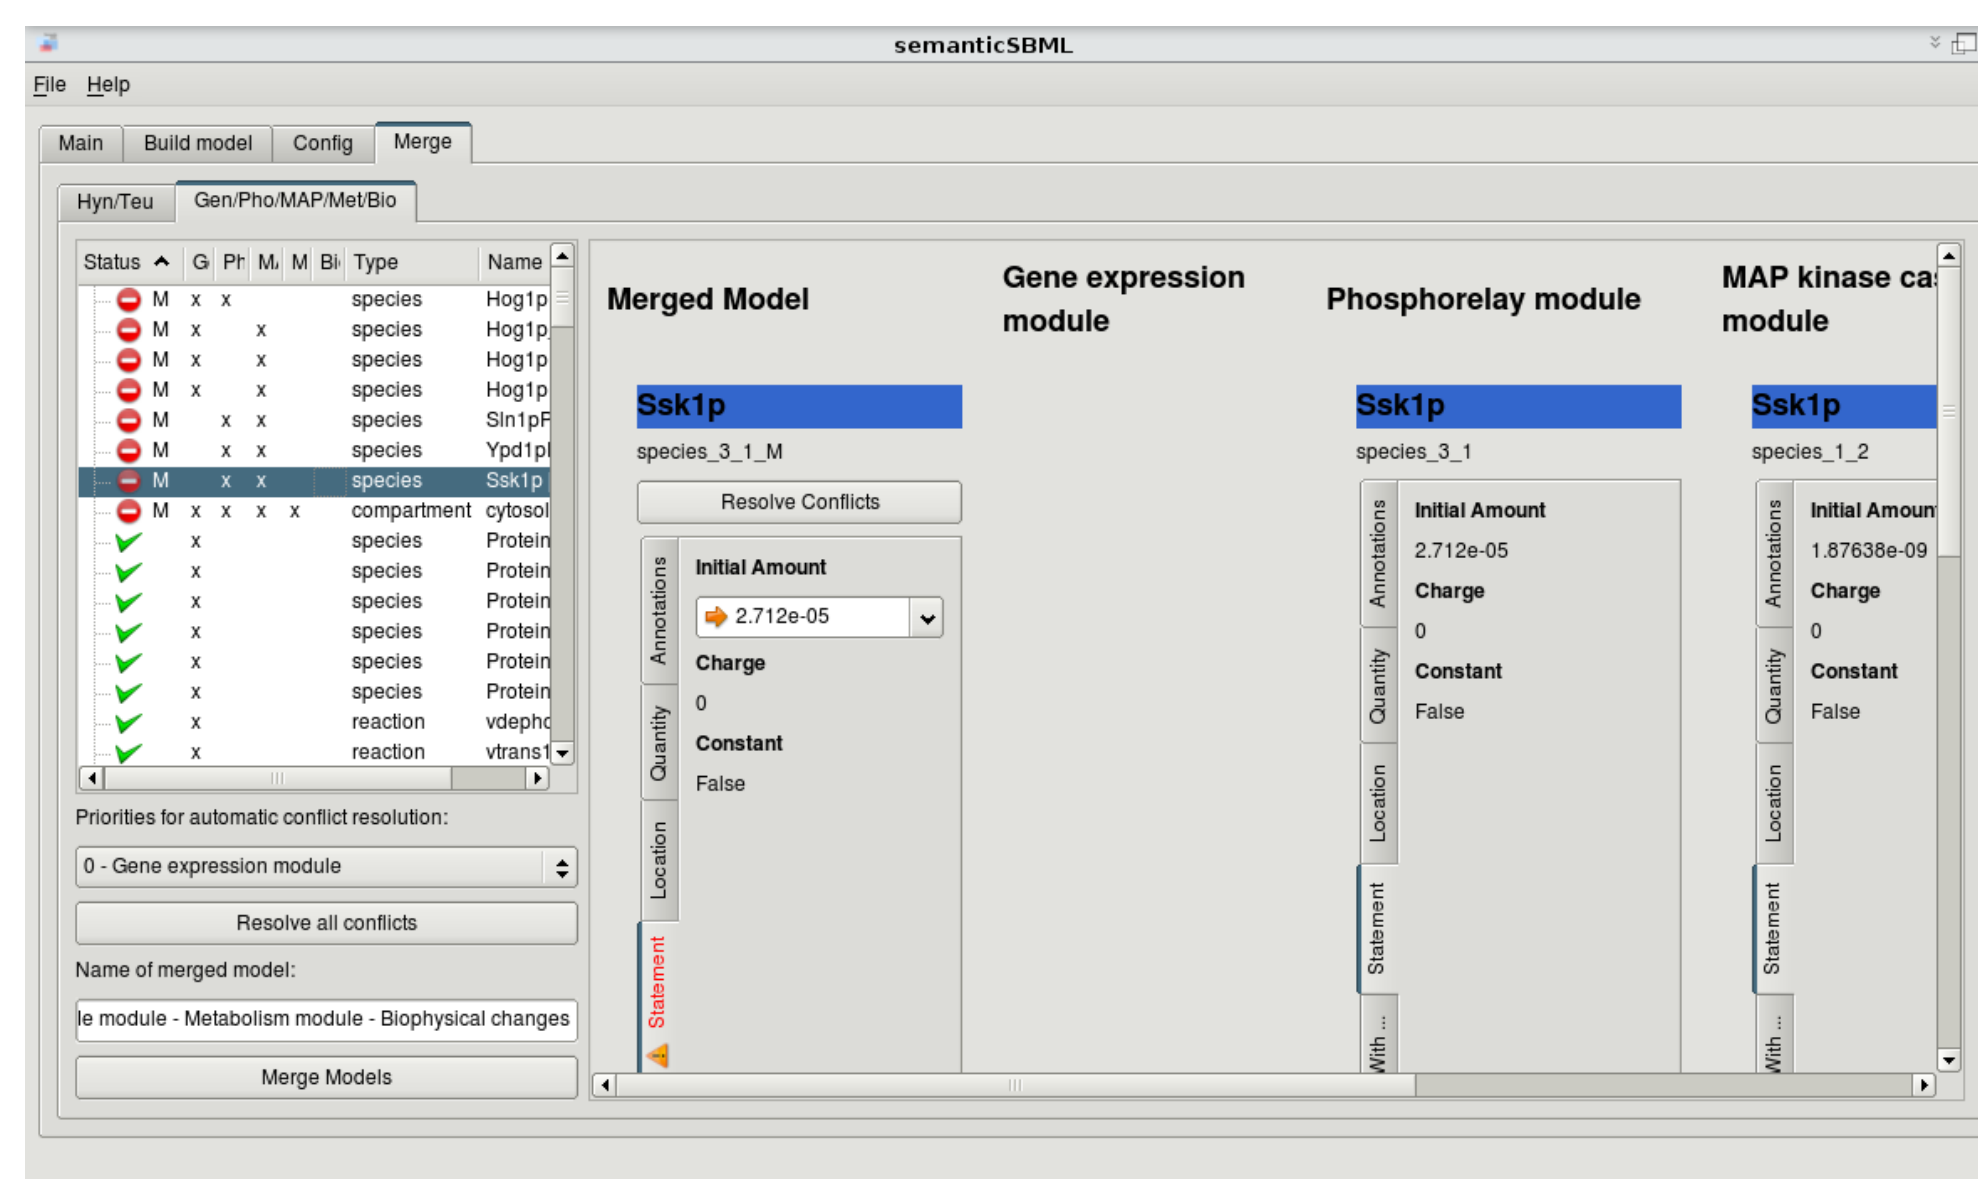 semanticSBML
File Help
Main Build model Config Merge
Hyn/Teu Gen/Pho/MAP/Met/Bio
Status G Ph M M Bi Type Name
M x x species Hog1p
M x x species Hog1p
M x x species Hog1p
M x x species Hog1p
M x x species Sln1pP
M x x species Ypd1p
M x x species Ssk1p
M x x x x compartment cytosol
x species Protein
x species Protein
x species Protein
x species Protein
x species Protein
x species Protein
x reaction vdepho
x reaction vtrans1
Priorities for automatic conflict resolution:
0 - Gene expression module
Resolve all conflicts
Name of merged model:
le module - Metabolism module - Biophysical changes
Merge Models
Merged Model
Ssk1p
species_3_1_M
Resolve Conflicts
Annotations
Quantity
Location
Statement
Initial Amount
2.712e-05
Charge
0
Constant
False
Gene expression
module
Phosphorelay module
Ssk1p
species_3_1
Annotations
Quantity
Location
Statement
With ...
Initial Amount
2.712e-05
Charge
0
Constant
False
MAP kinase cas
module
Ssk1p
species_1_2
Annotations
Quantity
Location
Statement
With ...
Initial Amoun
1.87638e-09
Charge
0
Constant
False